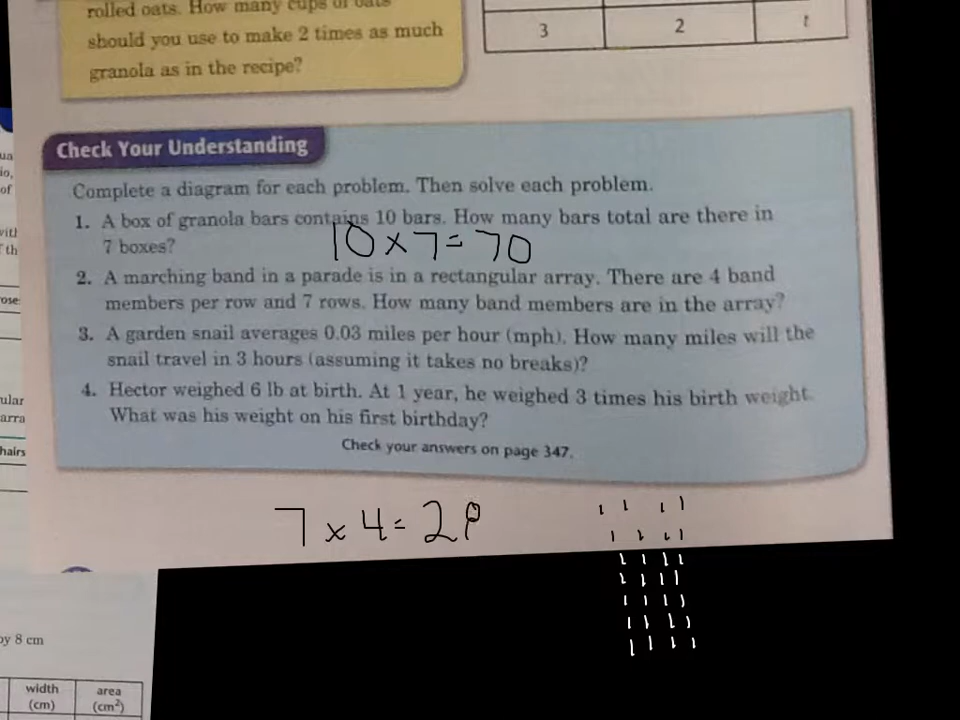 rolled oats. How many cups of oats
should you use to make 2 times as much
granola as in the recipe?
3 2 t
Check Your Understanding
Complete a diagram for each problem. Then solve each problem.
1. A box of granola bars contains 10 bars. How many bars total are there in
7 boxes?
10 x 7 = 70
2. A marching band in a parade is in a rectangular array. There are 4 band
members per row and 7 rows. How many band members are in the array?
3. A garden snail averages 0.03 miles per hour (mph). How many miles will the
snail travel in 3 hours (assuming it takes no breaks)?
4. Hector weighed 6 lb at birth. At 1 year, he weighed 3 times his birth weight.
What was his weight on his first birthday?
Check your answers on page 347.
7 x 4 = 28
by 8 cm
width area
(cm) (cm²)